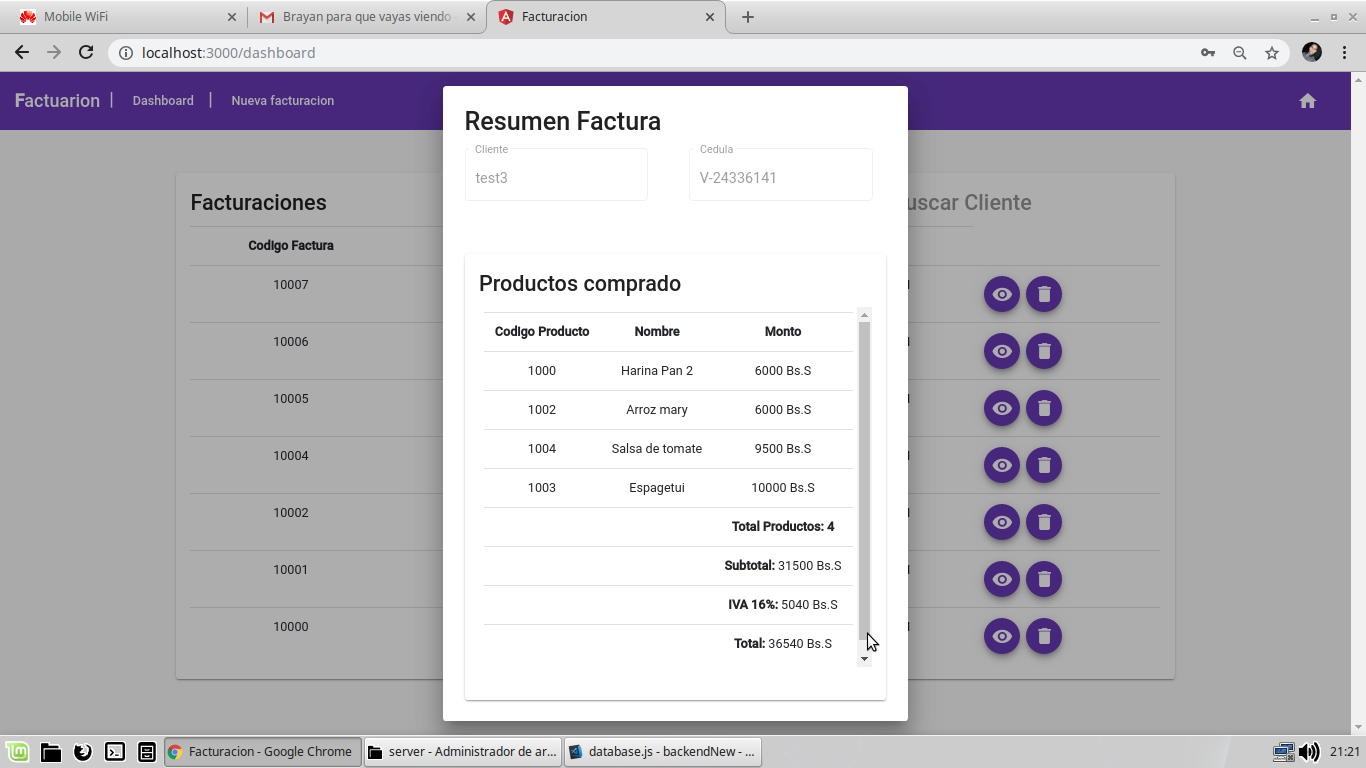 Mobile WiFi
Brayan para que vayas viendo
Facturacion
localhost:3000/dashboard
Factuarion | Dashboard | Nueva facturacion
Resumen Factura
Cliente Cedula
test3 V-24336141
Facturaciones
uscar Cliente
CodIgo Factura
10007
10006
10005
10004
10002
10001
10000
Productos comprado
CodIgo Producto Nombre Monto
1000 Harina Pan 2 6000 Bs.S
1002 Arroz mary 6000 Bs.S
1004 Salsa de tomate 9500 Bs.S
1003 Espagetui 10000 Bs.S
Total Productos: 4
Subtotal: 31500 Bs.S
IVA 16%: 5040 Bs.S
Total: 36540 Bs.S
Facturacion - Google Chrome
server - Administrador de ar...
database.js - backendNew - ...
21:21